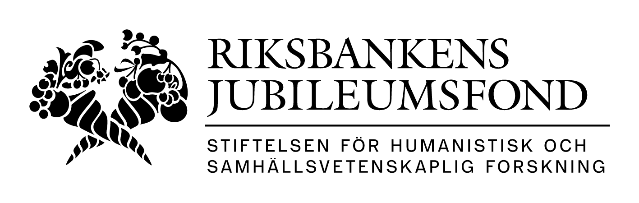 RIKSBANKENS
JUBILEUMSFOND
STIFTELSEN FÖR HUMANISTISK OCH
SAMHÄLLSVETENSKAPLIG FORSKNING